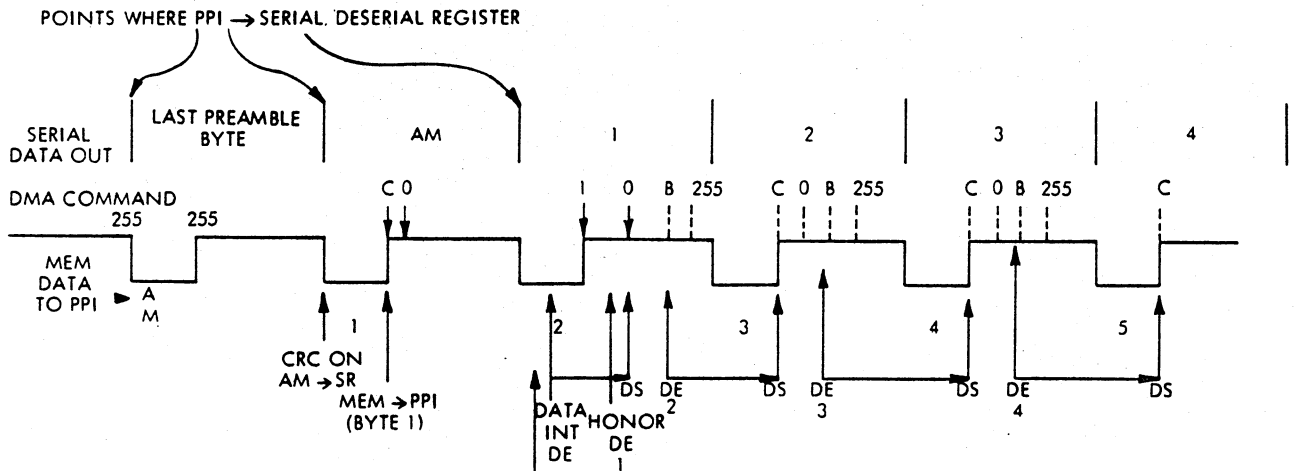 POINTS WHERE PPI → SERIAL, DESERIAL REGISTER
SERIAL
DATA OUT
LAST PREAMBLE
BYTE
AM
1
2
3
4
DMA COMMAND
255
255
C 0
1 0 B 255
C 0 B 255
C 0 B 255
C
MEM
DATA
TO PPI
A
M
1
2
3
4
5
CRC ON
AM → SR
MEM → PPI
(BYTE 1)
DATA
INT
DE
HONOR
DE
1
DS
DE
2
DS
DE
3
DS
DE
4
DS